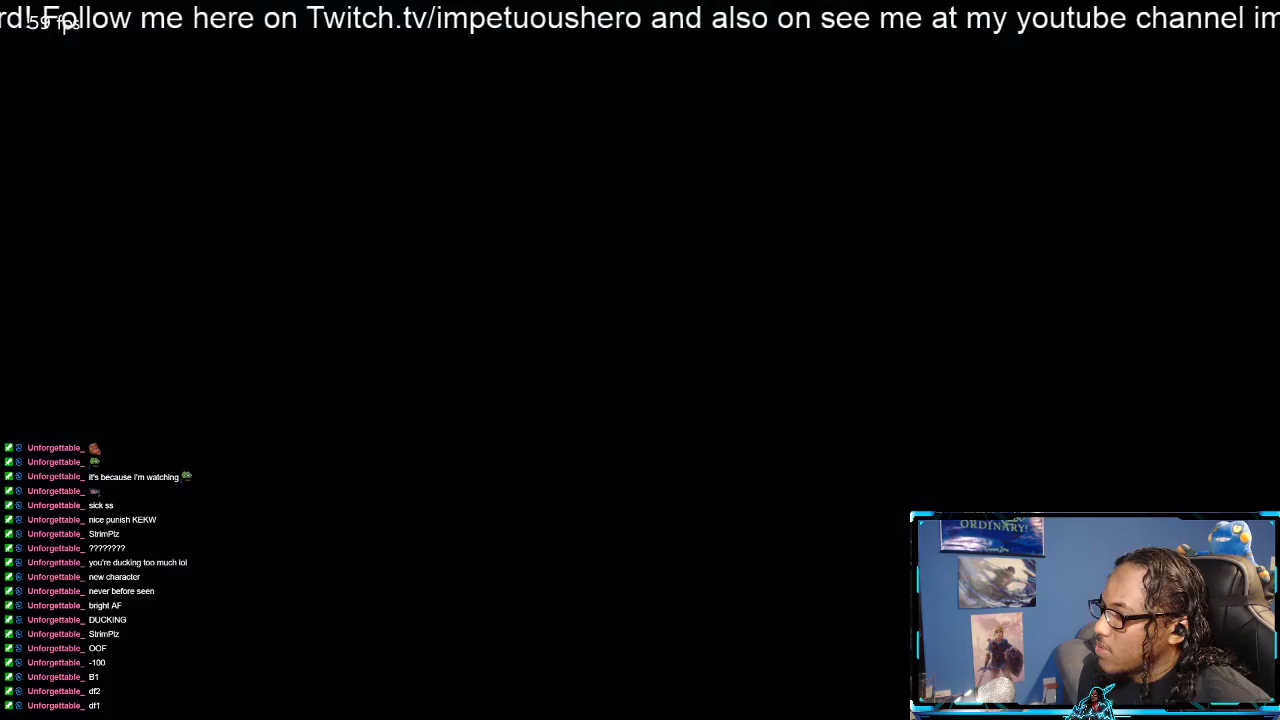 rd! Follow me here on Twitch.tv/impetuoushero and also on see me at my youtube channel im
59 fps
Unforgettable_
Unforgettable_
Unforgettable_ it's because I'm watching
Unforgettable_
Unforgettable_ sick ss
Unforgettable_ nice punish KEKW
Unforgettable_ StrimPlz
Unforgettable_ ????????
Unforgettable_ you're ducking too much lol
Unforgettable_ new character
Unforgettable_ never before seen
Unforgettable_ bright AF
Unforgettable_ DUCKING
Unforgettable_ StrimPlz
Unforgettable_ OOF
Unforgettable_ -100
Unforgettable_ B1
Unforgettable_ df2
Unforgettable_ df1
ORDINARY!